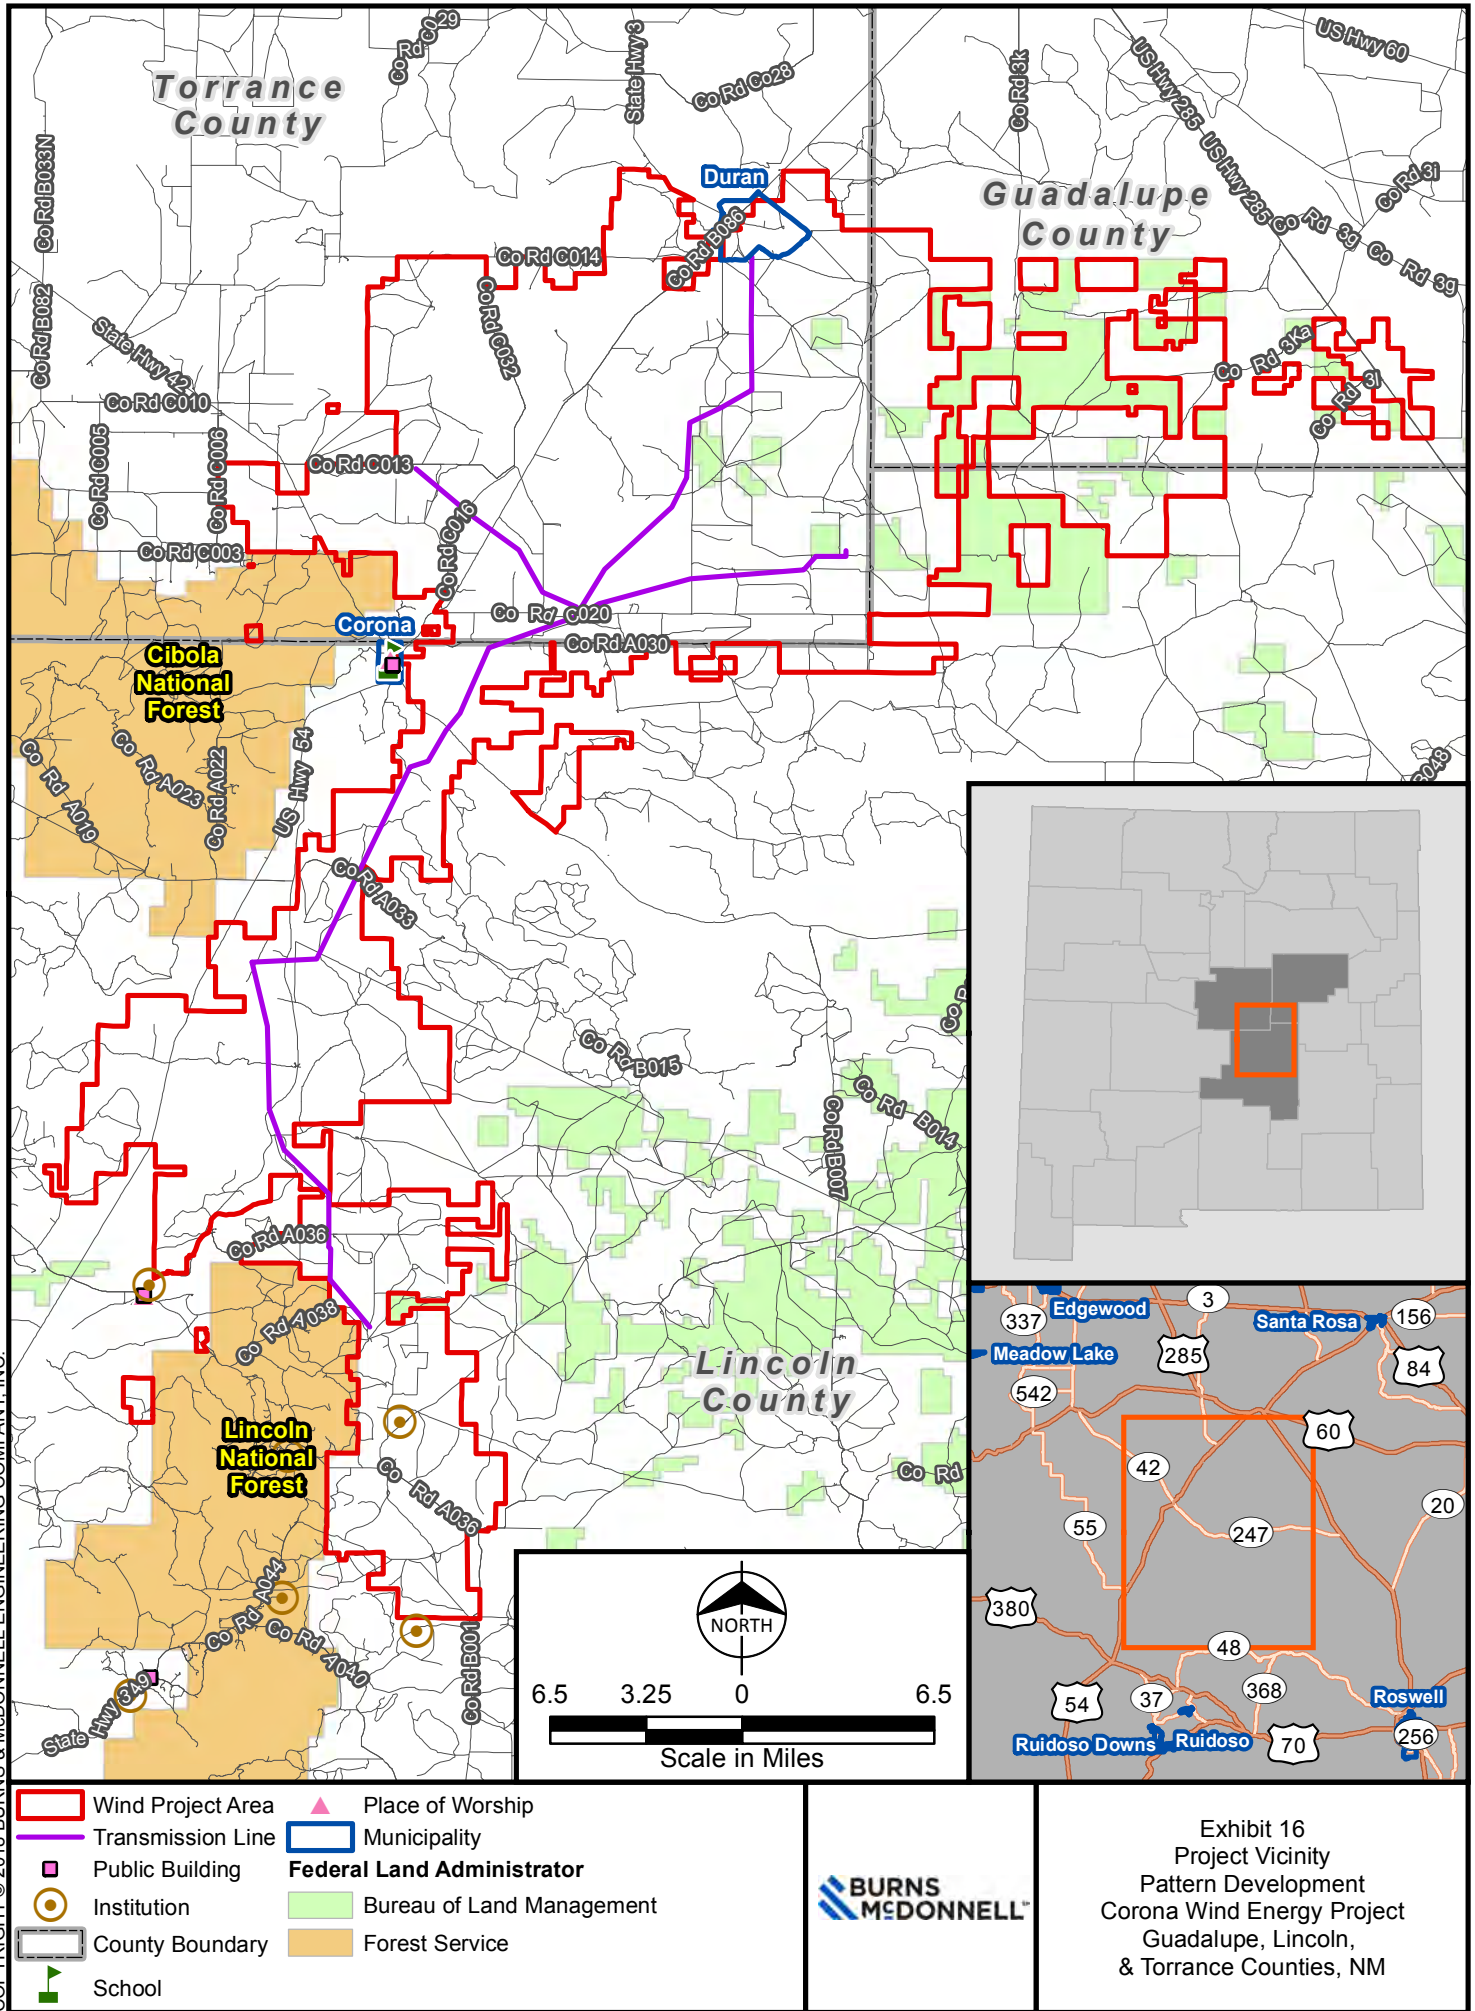 Co Rd C029
State Hwy 3
Co Rd Co28
Co Rd 3k
US Hwy 285
US Hwy 285
US Hwy 60
Torrance
County
Co Rd B033N
Duran
Guadalupe
County
Co Rd 3i
Co Rd 3g
Co Rd 3g
Co Rd B086
Co Rd C014
Co Rd C032
Co Rd B082
State Hwy 42
Co Rd 3Ka
Co Rd 3l
Co Rd C010
Co Rd C005
Co Rd C006
Co Rd C013
Co Rd C016
Co Rd C003
Corona
Co Rd C020
Co Rd A030
Cibola
National
Forest
Co Rd A019
Co Rd A023
Co Rd A022
US Hwy 54
B048
Co Rd A033
Co Rd B015
Co Rd B014
Co Rd B007
Co Rd A036
Co Rd A038
Lincoln
County
Lincoln
National
Forest
Co Rd A036
Co Rd
Co Rd A044
Co Rd A040
Co Rd B001
State Hwy 349
NORTH
6.5 3.25 0 6.5
Scale in Miles
Edgewood
3
337
Santa Rosa
156
Meadow Lake
285
84
542
60
42
55
247
20
380
48
54
37
368
Roswell
Ruidoso Downs
Ruidoso
70
256
Wind Project Area
Transmission Line
Public Building
Institution
County Boundary
School
Place of Worship
Municipality
Federal Land Administrator
Bureau of Land Management
Forest Service
BURNS
McDONNELL
Exhibit 16
Project Vicinity
Pattern Development
Corona Wind Energy Project
Guadalupe, Lincoln,
& Torrance Counties, NM